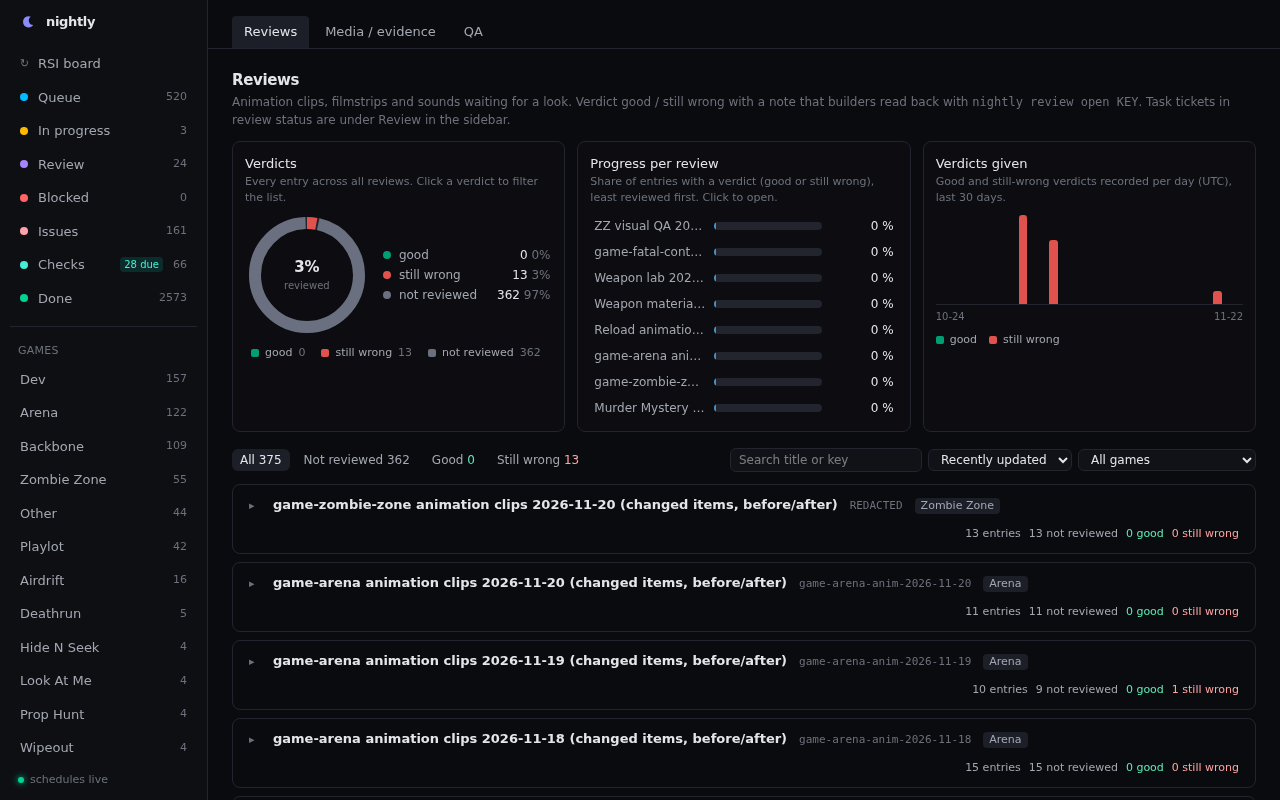 nightly
RSI board
Queue 520
In progress 3
Review 24
Blocked 0
Issues 161
Checks 28 due 66
Done 2573
GAMES
Dev 157
Arena 122
Backbone 109
Zombie Zone 55
Other 44
Playlot 42
Airdrift 16
Deathrun 5
Hide N Seek 4
Look At Me 4
Prop Hunt 4
Wipeout 4
schedules live
Reviews Media / evidence QA
Reviews
Animation clips, filmstrips and sounds waiting for a look. Verdict good / still wrong with a note that builders read back with nightly review open KEY. Task tickets in
review status are under Review in the sidebar.
Verdicts
Every entry across all reviews. Click a verdict to filter
the list.
3%
reviewed
good 0 0%
still wrong 13 3%
not reviewed 362 97%
good 0 still wrong 13 not reviewed 362
Progress per review
Share of entries with a verdict (good or still wrong),
least reviewed first. Click to open.
ZZ visual QA 20... 0 %
game-fatal-cont... 0 %
Weapon lab 202... 0 %
Weapon materia... 0 %
Reload animatio... 0 %
game-arena ani... 0 %
game-zombie-z... 0 %
Murder Mystery ... 0 %
Verdicts given
Good and still-wrong verdicts recorded per day (UTC),
last 30 days.
10-24 11-22
good still wrong
All 375 Not reviewed 362 Good 0 Still wrong 13 Search title or key Recently updated All games
game-zombie-zone animation clips 2026-11-20 (changed items, before/after) REDACTED Zombie Zone
13 entries 13 not reviewed 0 good 0 still wrong
game-arena animation clips 2026-11-20 (changed items, before/after) game-arena-anim-2026-11-20 Arena
11 entries 11 not reviewed 0 good 0 still wrong
game-arena animation clips 2026-11-19 (changed items, before/after) game-arena-anim-2026-11-19 Arena
10 entries 9 not reviewed 0 good 1 still wrong
game-arena animation clips 2026-11-18 (changed items, before/after) game-arena-anim-2026-11-18 Arena
15 entries 15 not reviewed 0 good 0 still wrong